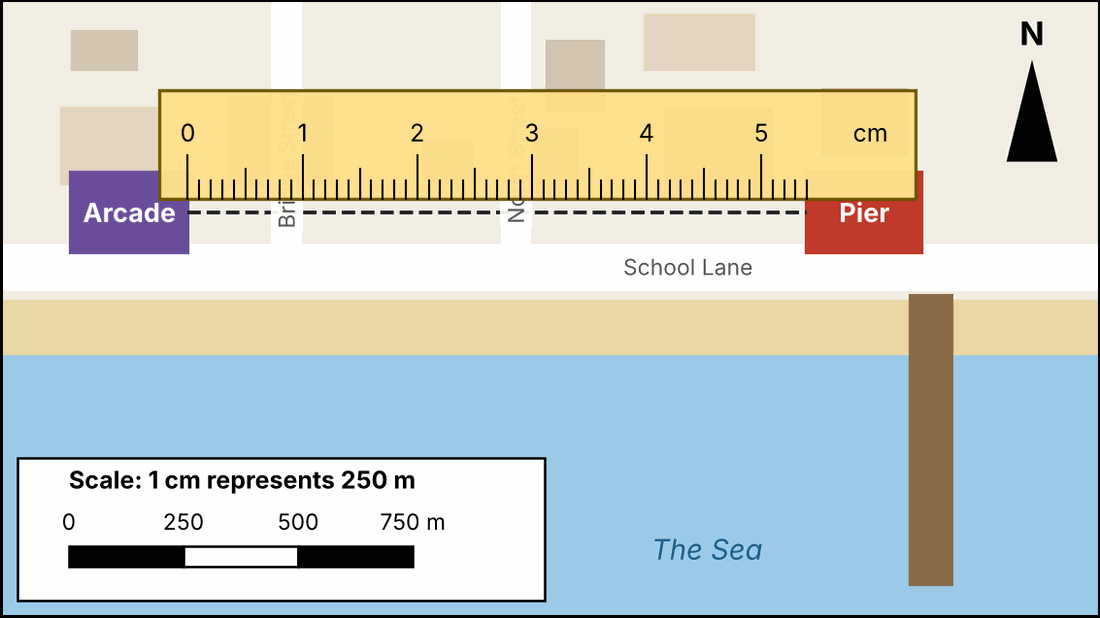 N
0 1 2 3 4 5 cm
Arcade
Pier
School Lane
Scale: 1 cm represents 250 m
0 250 500 750 m
The Sea